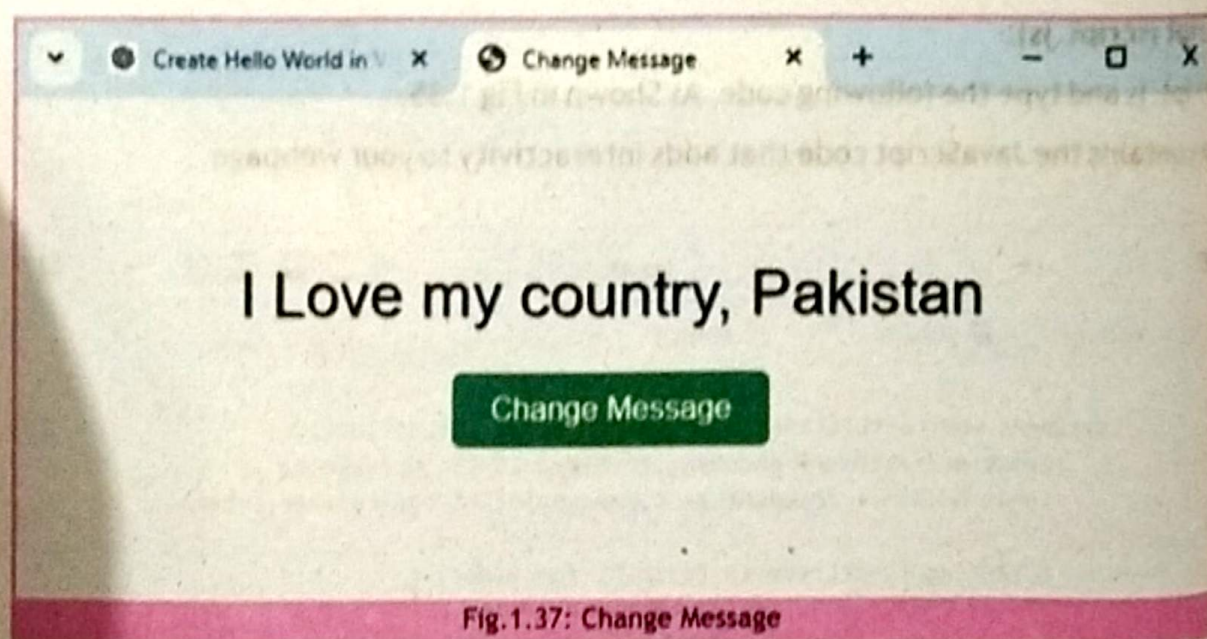 Create Hello World in V
Change Message
I Love my country, Pakistan
Change Message
Fig.1.37: Change Message